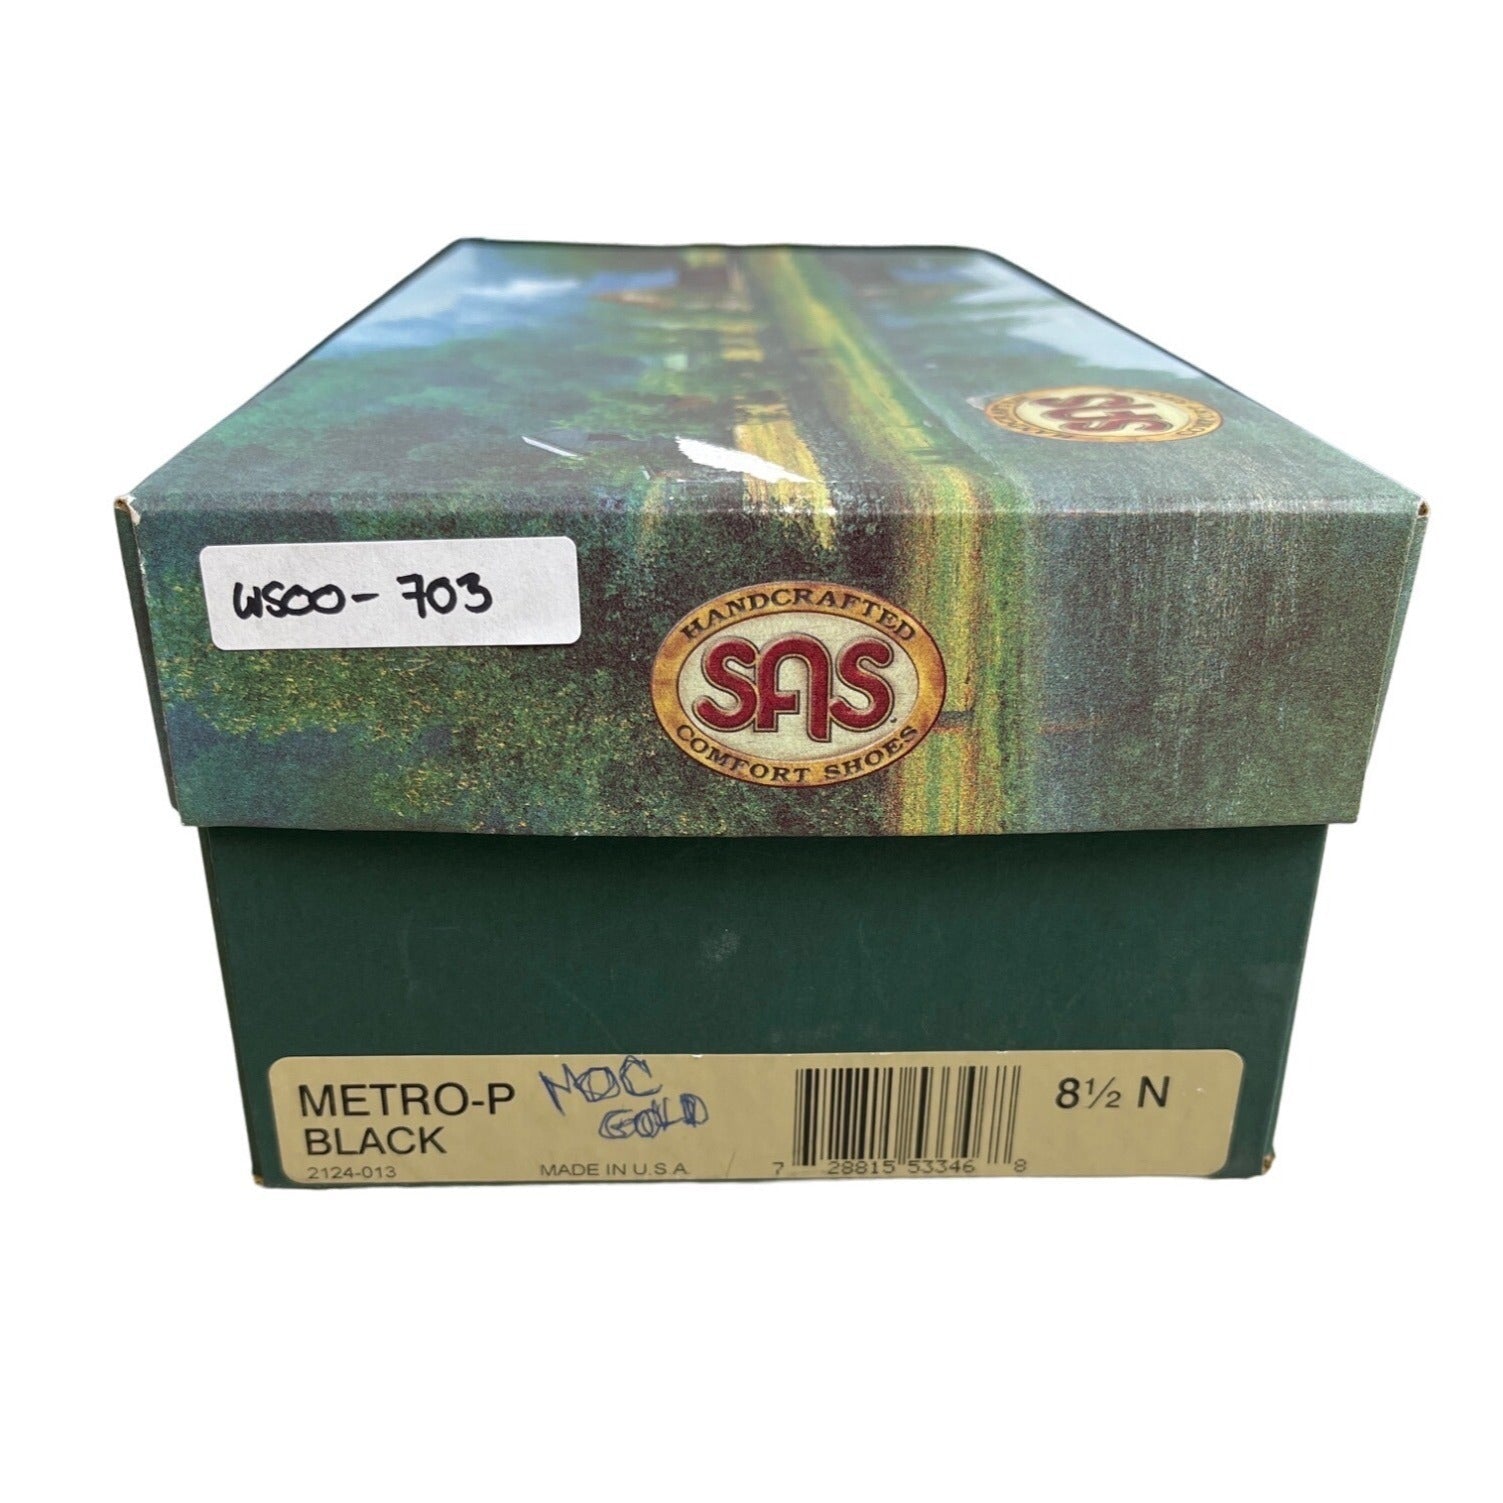 SAS
WS00-703
HANDCRAFTED
SAS
COMFORT SHOES
METRO-P MOC
BLACK GOLD
2124-013 MADE IN U.S.A. 7 28815 53346 8
8½ N